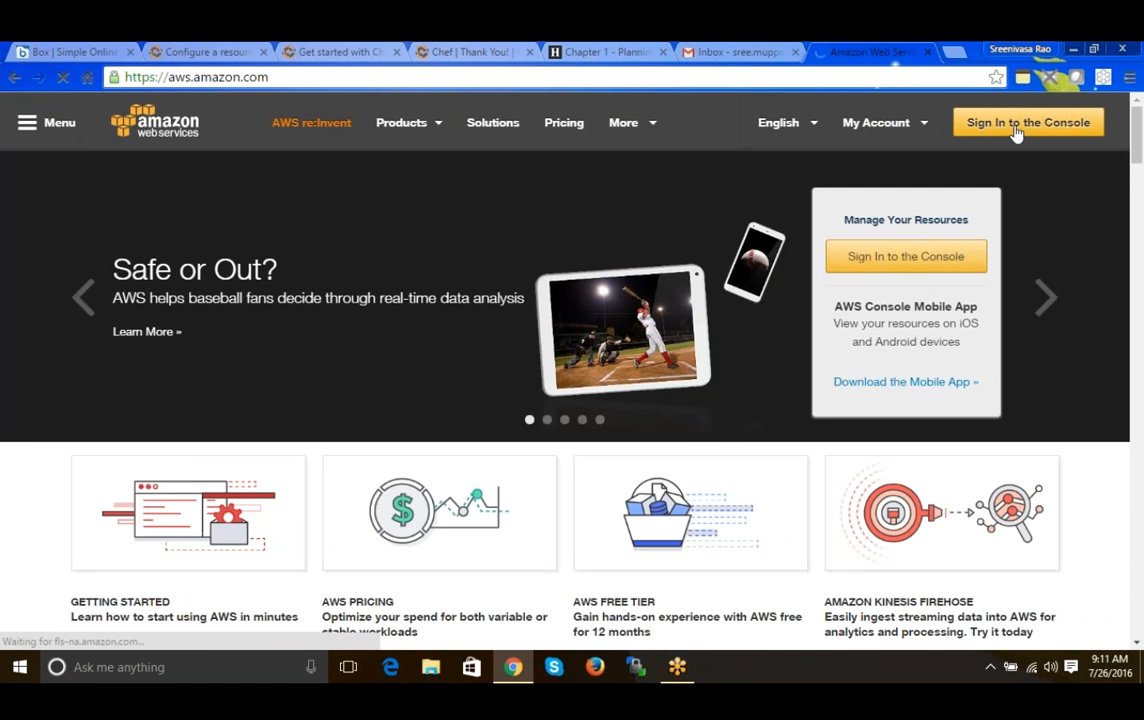 Box | Simple Online
Configure a resour
Get started with Ch
Chef | Thank You! |
Chapter 1 - Plannin
Inbox - sree.mupp
Amazon Web Serv
Sreenivasa Rao
https://aws.amazon.com
Menu
amazon
webservices
AWS re:Invent
Products
Solutions
Pricing
More
English
My Account
Sign In to the Console
Safe or Out?
AWS helps baseball fans decide through real-time data analysis
Learn More »
Manage Your Resources
Sign In to the Console
AWS Console Mobile App
View your resources on iOS
and Android devices
Download the Mobile App »
GETTING STARTED
Learn how to start using AWS in minutes
AWS PRICING
Optimize your spend for both variable or
stable workloads
AWS FREE TIER
Gain hands-on experience with AWS free
for 12 months
AMAZON KINESIS FIREHOSE
Easily ingest streaming data into AWS for
analytics and processing. Try it today
Waiting for fls-na.amazon.com...
Ask me anything
9:11 AM
7/26/2016